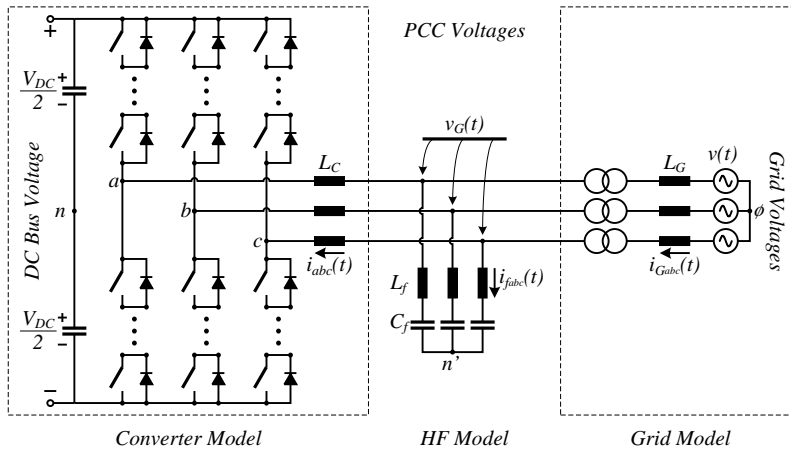 PCC Voltages
+
V_DC/2
+
−
v_G(t)
L_C
L_G
v(t)
a
DC Bus Voltage
n
b
ϕ
Grid Voltages
c
i_abc(t)
L_f
i_fabc(t)
i_Gabc(t)
V_DC/2
+
−
C_f
n'
−
Converter Model
HF Model
Grid Model